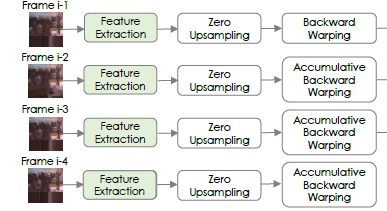 Frame i-1
Feature
Extraction
Zero
Upsampling
Backward
Warping
Frame i-2
Feature
Extraction
Zero
Upsampling
Accumulative
Backward
Warping
Frame i-3
Feature
Extraction
Zero
Upsampling
Accumulative
Backward
Warping
Frame i-4
Feature
Extraction
Zero
Upsampling
Accumulative
Backward
Warping